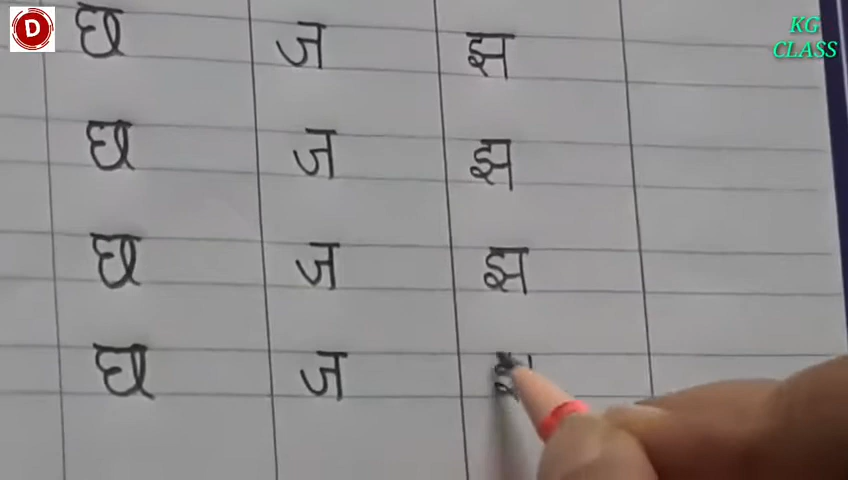 D
KG
CLASS
छ ज झ
छ ज झ
छ ज झ
छ ज